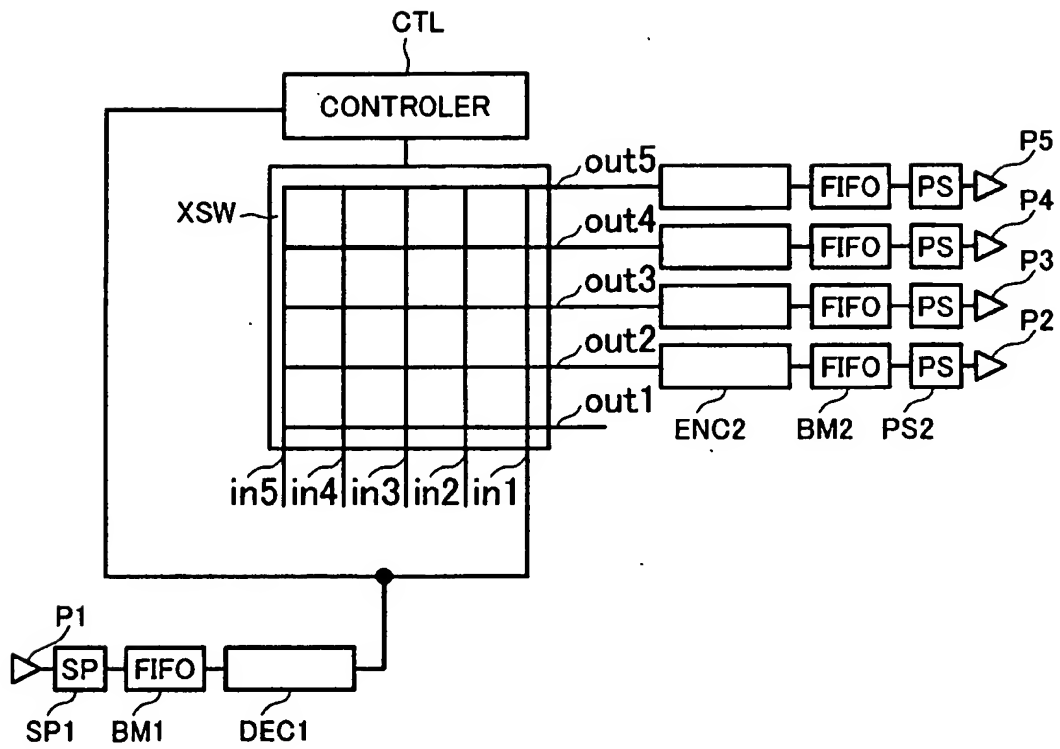 CTL
CONTROLER
XSW
out5
FIFO
PS
P5
out4
FIFO
PS
P4
out3
FIFO
PS
P3
out2
FIFO
PS
P2
out1
ENC2
BM2
PS2
in5
in4
in3
in2
in1
P1
SP
FIFO
SP1
BM1
DEC1